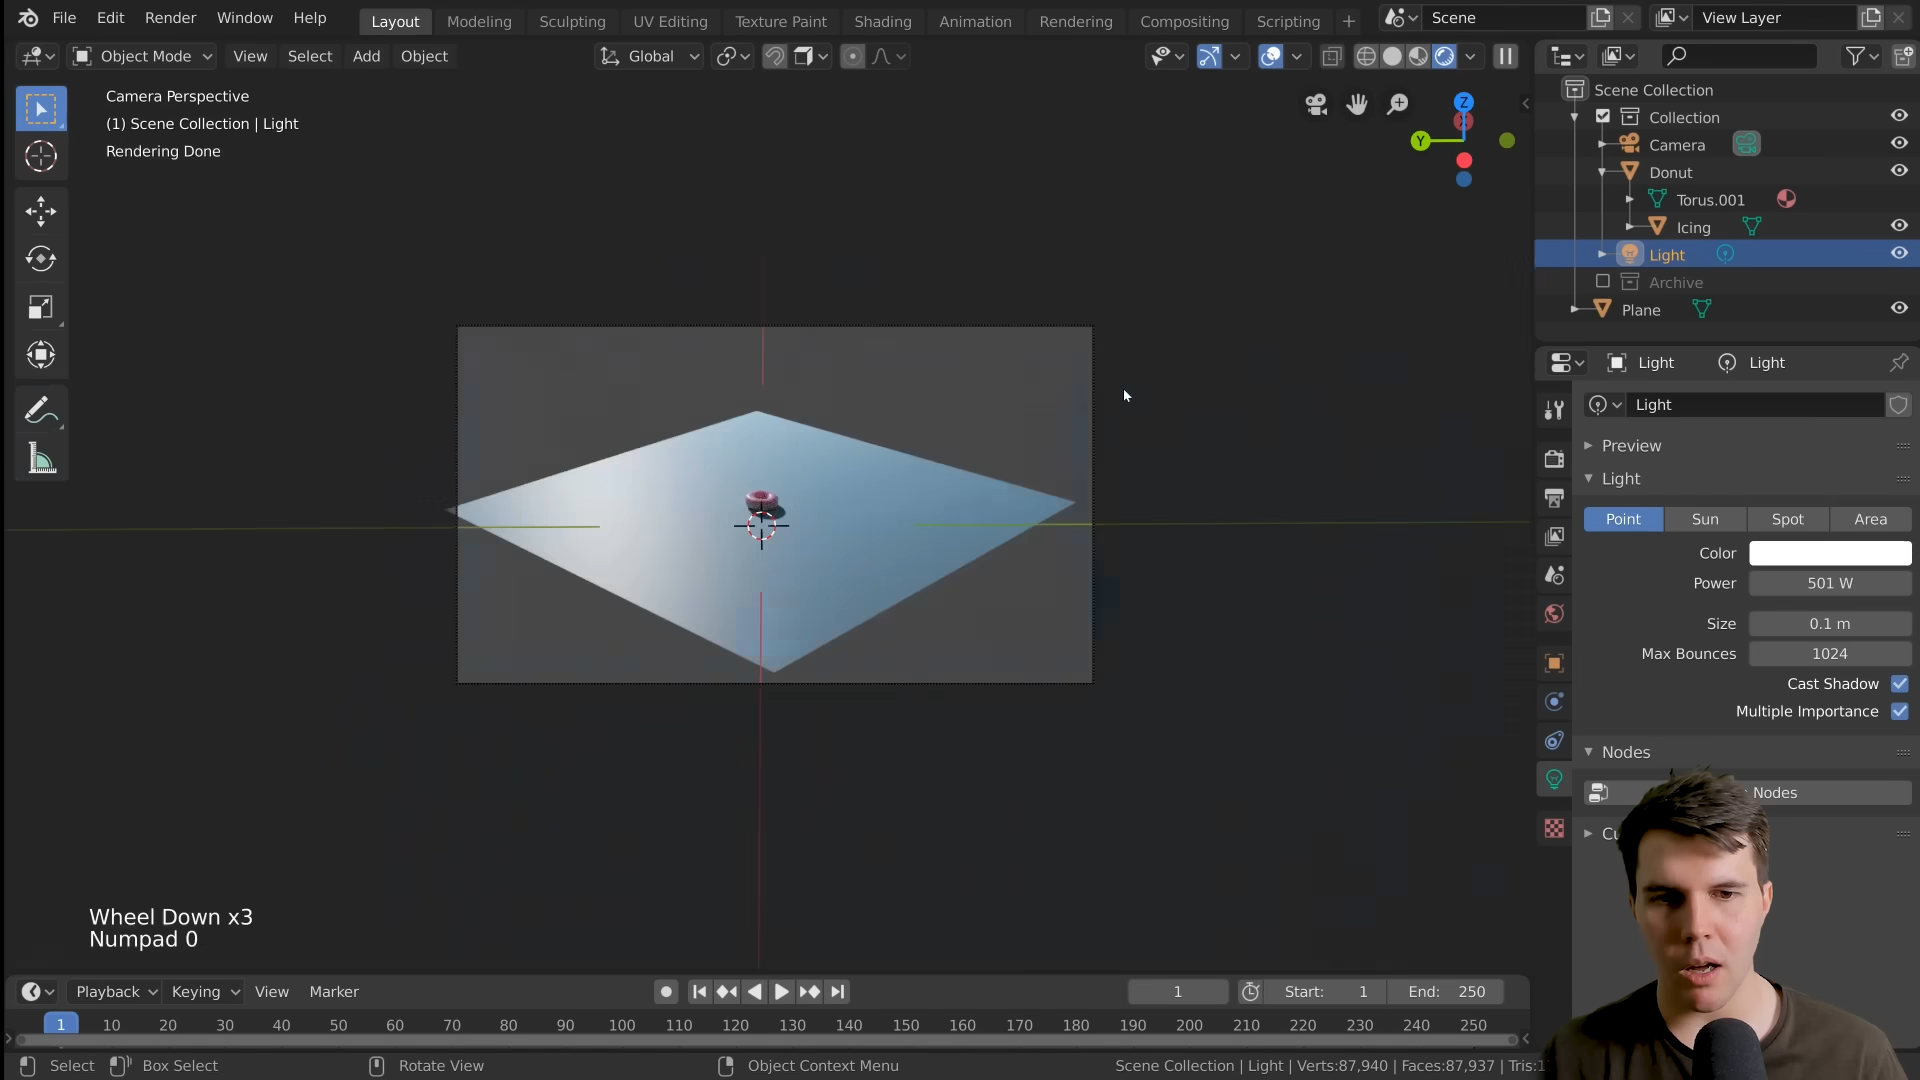 File Edit Render Window Help Layout Modeling Sculpting UV Editing Texture Paint Shading Animation Rendering Compositing Scripting + Scene View Layer
Object Mode View Select Add Object Global
Camera Perspective
(1) Scene Collection | Light
Rendering Done
Z
Y
Scene Collection
Collection
Camera
Donut
Torus.001
Icing
Light
Archive
Plane
Light Light
Light
Preview
Light
Point Sun Spot Area
Color
Power 501 W
Size 0.1 m
Max Bounces 1024
Cast Shadow
Multiple Importance
Nodes
Nodes
Wheel Down x3
Numpad 0
Playback Keying View Marker 1 Start: 1 End: 250
1 10 20 30 40 50 60 70 80 90 100 110 120 130 140 150 160 170 180 190 200 210 220 230 240 250
Select Box Select Rotate View Object Context Menu Scene Collection | Light | Verts:87,940 | Faces:87,937 | Tris:1